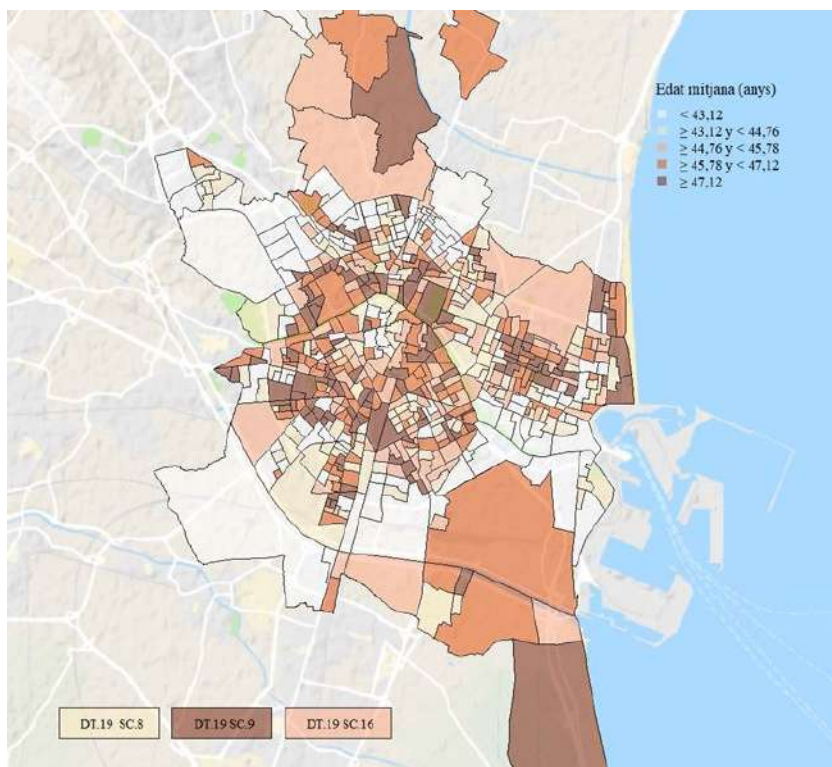 Edat mitjana (anys)
< 43,12
≥ 43,12 y < 44,76
≥ 44,76 y < 45,78
≥ 45,78 y < 47,12
≥ 47,12
DT.19 SC.8 DT.19 SC.9 DT.19 SC.16